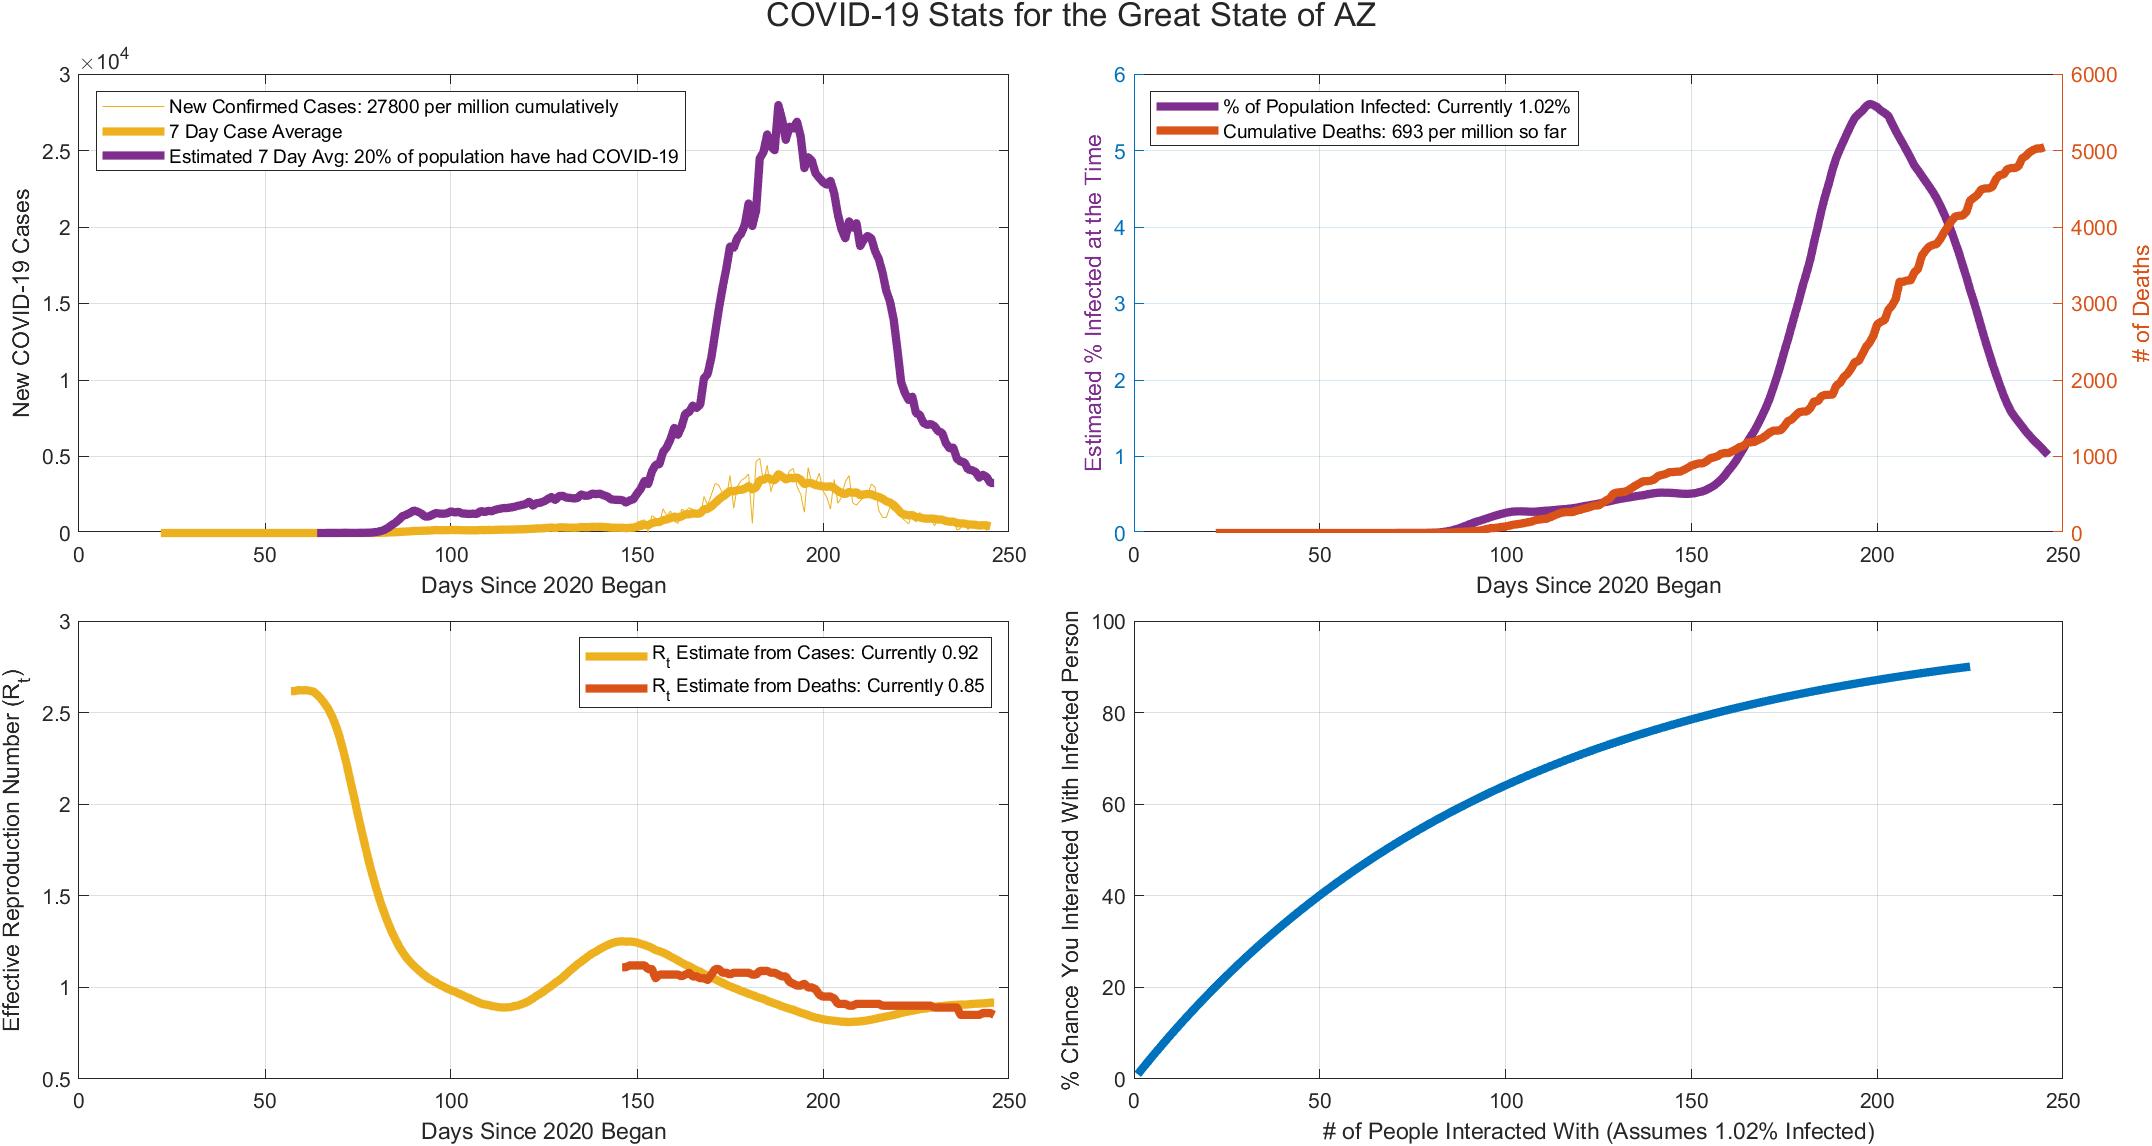 COVID-19 Stats for the Great State of AZ
×10^4
3
2.5
2
1.5
1
0.5
0
New COVID-19 Cases
New Confirmed Cases: 27800 per million cumulatively
7 Day Case Average
Estimated 7 Day Avg: 20% of population have had COVID-19
0 50 100 150 200 250
Days Since 2020 Began
6
5
4
3
2
1
0
Estimated % Infected at the Time
% of Population Infected: Currently 1.02%
Cumulative Deaths: 693 per million so far
6000
5000
4000
3000
2000
1000
0
# of Deaths
0 50 100 150 200 250
Days Since 2020 Began
3
2.5
2
1.5
1
0.5
Effective Reproduction Number (R_t)
R_t Estimate from Cases: Currently 0.92
R_t Estimate from Deaths: Currently 0.85
0 50 100 150 200 250
Days Since 2020 Began
100
80
60
40
20
0
% Chance You Interacted With Infected Person
0 50 100 150 200 250
# of People Interacted With (Assumes 1.02% Infected)